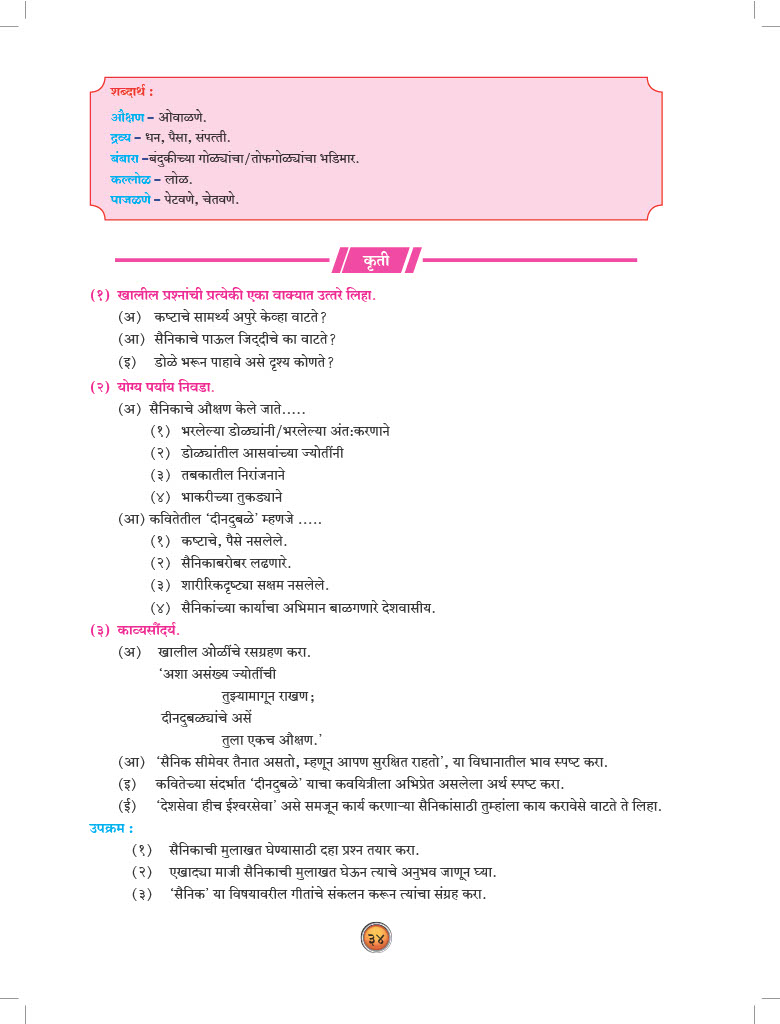 शब्दार्थ :
औक्षण – ओवाळणे.
द्रव्य – धन, पैसा, संपत्ती.
बंबारा –बंदुकीच्या गोळ्यांचा/तोफगोळ्यांचा भडिमार.
कल्लोळ – लोळ.
पाजळणे – पेटवणे, चेतवणे.
कृती
(१) खालील प्रश्नांची प्रत्येकी एका वाक्यात उत्तरे लिहा.
(अ) कष्टाचे सामर्थ्य अपुरे केव्हा वाटते?
(आ) सैनिकाचे पाऊल जिद्दीचे का वाटते?
(इ) डोळे भरून पाहावे असे दृश्य कोणते?
(२) योग्य पर्याय निवडा.
(अ) सैनिकाचे औक्षण केले जाते.....
(१) भरलेल्या डोळ्यांनी/भरलेल्या अंत:करणाने
(२) डोळ्यांतील आसवांच्या ज्योतींनी
(३) तबकातील निरांजनाने
(४) भाकरीच्या तुकड्याने
(आ) कवितेतील ‘दीनदुबळे’ म्हणजे .....
(१) कष्टाचे, पैसे नसलेले.
(२) सैनिकाबरोबर लढणारे.
(३) शारीरिकदृष्ट्या सक्षम नसलेले.
(४) सैनिकांच्या कार्याचा अभिमान बाळगणारे देशवासीय.
(३) काव्यसौंदर्य.
(अ) खालील ओळींचे रसग्रहण करा.
‘अशा असंख्य ज्योतींची
तुझ्यामागून राखण;
दीनदुबळ्यांचे असें
तुला एकच औक्षण.’
(आ) ‘सैनिक सीमेवर तैनात असतो, म्हणून आपण सुरक्षित राहतो’, या विधानातील भाव स्पष्ट करा.
(इ) कवितेच्या संदर्भात ‘दीनदुबळे’ याचा कवयित्रीला अभिप्रेत असलेला अर्थ स्पष्ट करा.
(ई) ‘देशसेवा हीच ईश्वरसेवा’ असे समजून कार्य करणाऱ्या सैनिकांसाठी तुम्हांला काय करावेसे वाटते ते लिहा.
उपक्रम :
(१) सैनिकाची मुलाखत घेण्यासाठी दहा प्रश्न तयार करा.
(२) एखाद्या माजी सैनिकाची मुलाखत घेऊन त्याचे अनुभव जाणून घ्या.
(३) ‘सैनिक’ या विषयावरील गीतांचे संकलन करून त्यांचा संग्रह करा.
३४